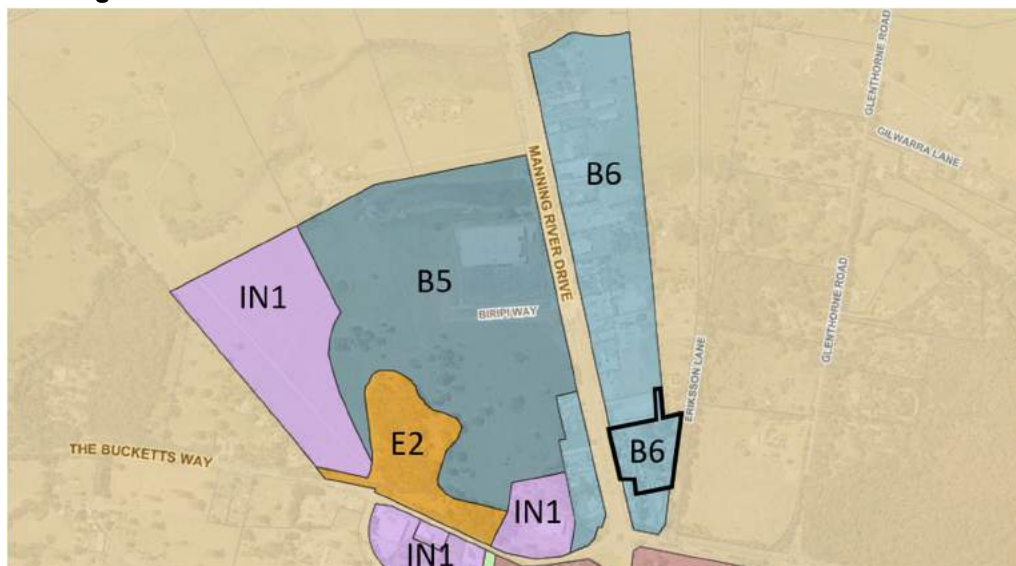 GLENTHORNE ROAD
GILWARRA LANE
MANNING RIVER DRIVE
B6
B5
IN1
BIRIPI WAY
GLENTHORNE ROAD
ERIKSSON LANE
THE BUCKETTS WAY
E2
B6
IN1
IN1